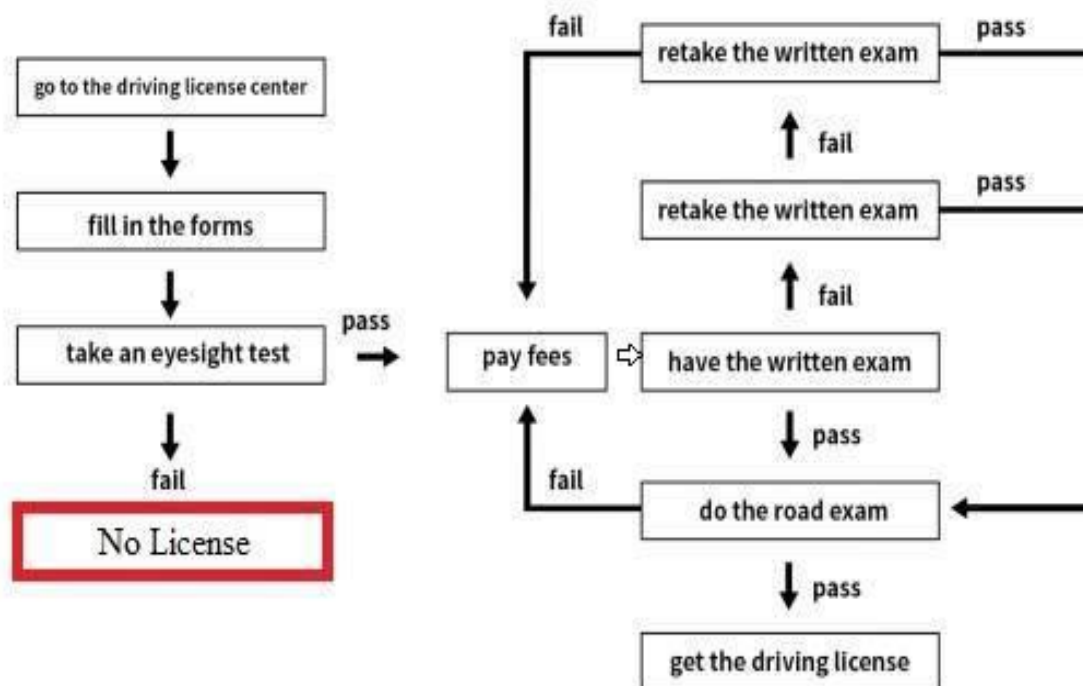 go to the driving license center
fill in the forms
take an eyesight test
pass
fail
No License
fail
retake the written exam
pass
fail
retake the written exam
pass
fail
pay fees
have the written exam
pass
fail
do the road exam
pass
get the driving license